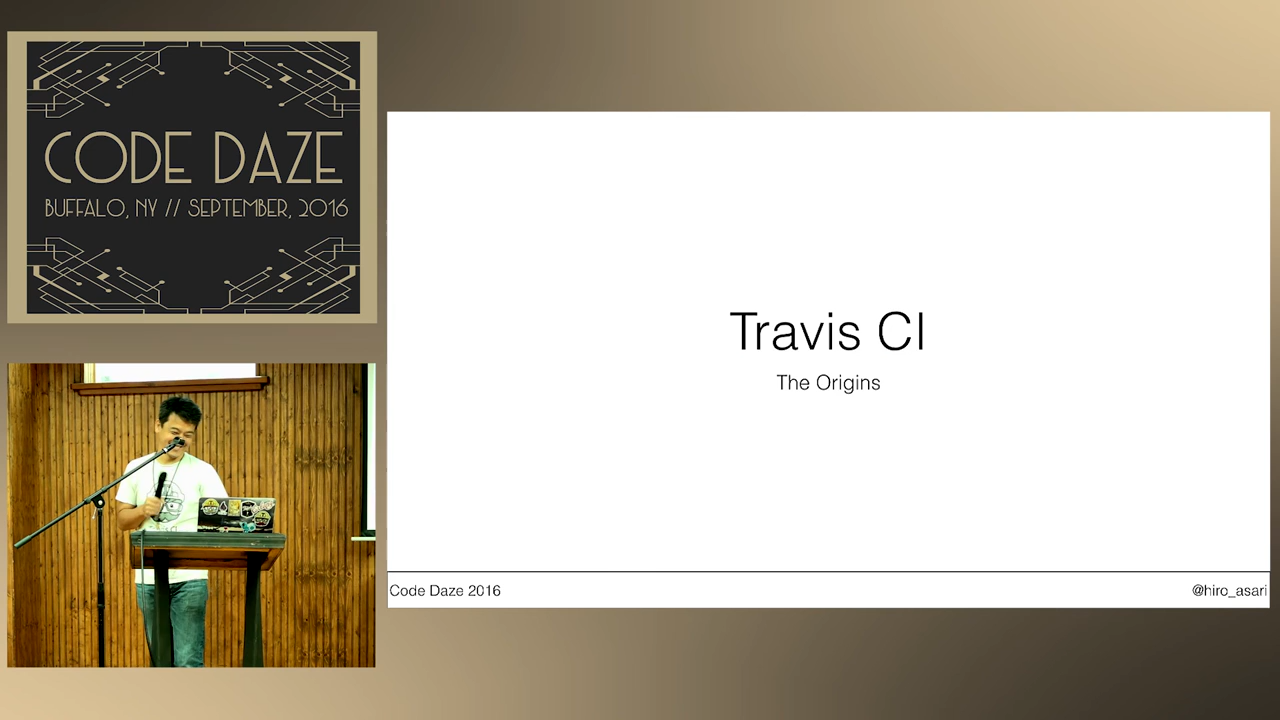 CODE DAZE
BUFFALO, NY // SEPTEMBER, 2016
Travis CI
The Origins
Code Daze 2016
@hiro_asari